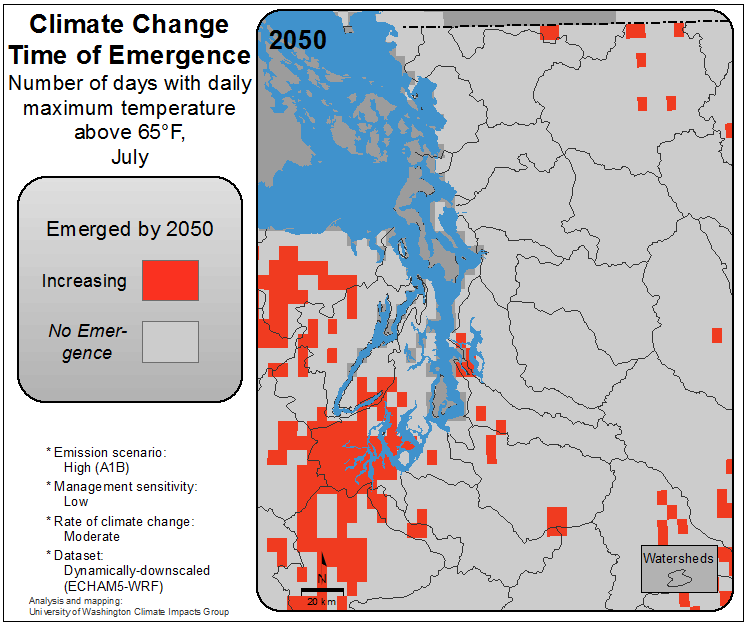 Climate Change
Time of Emergence
Number of days with daily
maximum temperature
above 65°F,
July
Emerged by 2050
Increasing
No Emer-
gence
* Emission scenario:
High (A1B)
* Management sensitivity:
Low
* Rate of climate change:
Moderate
* Dataset:
Dynamically-downscaled
(ECHAM5-WRF)
Analysis and mapping:
University of Washington Climate Impacts Group
2050
N
20 km
Watersheds